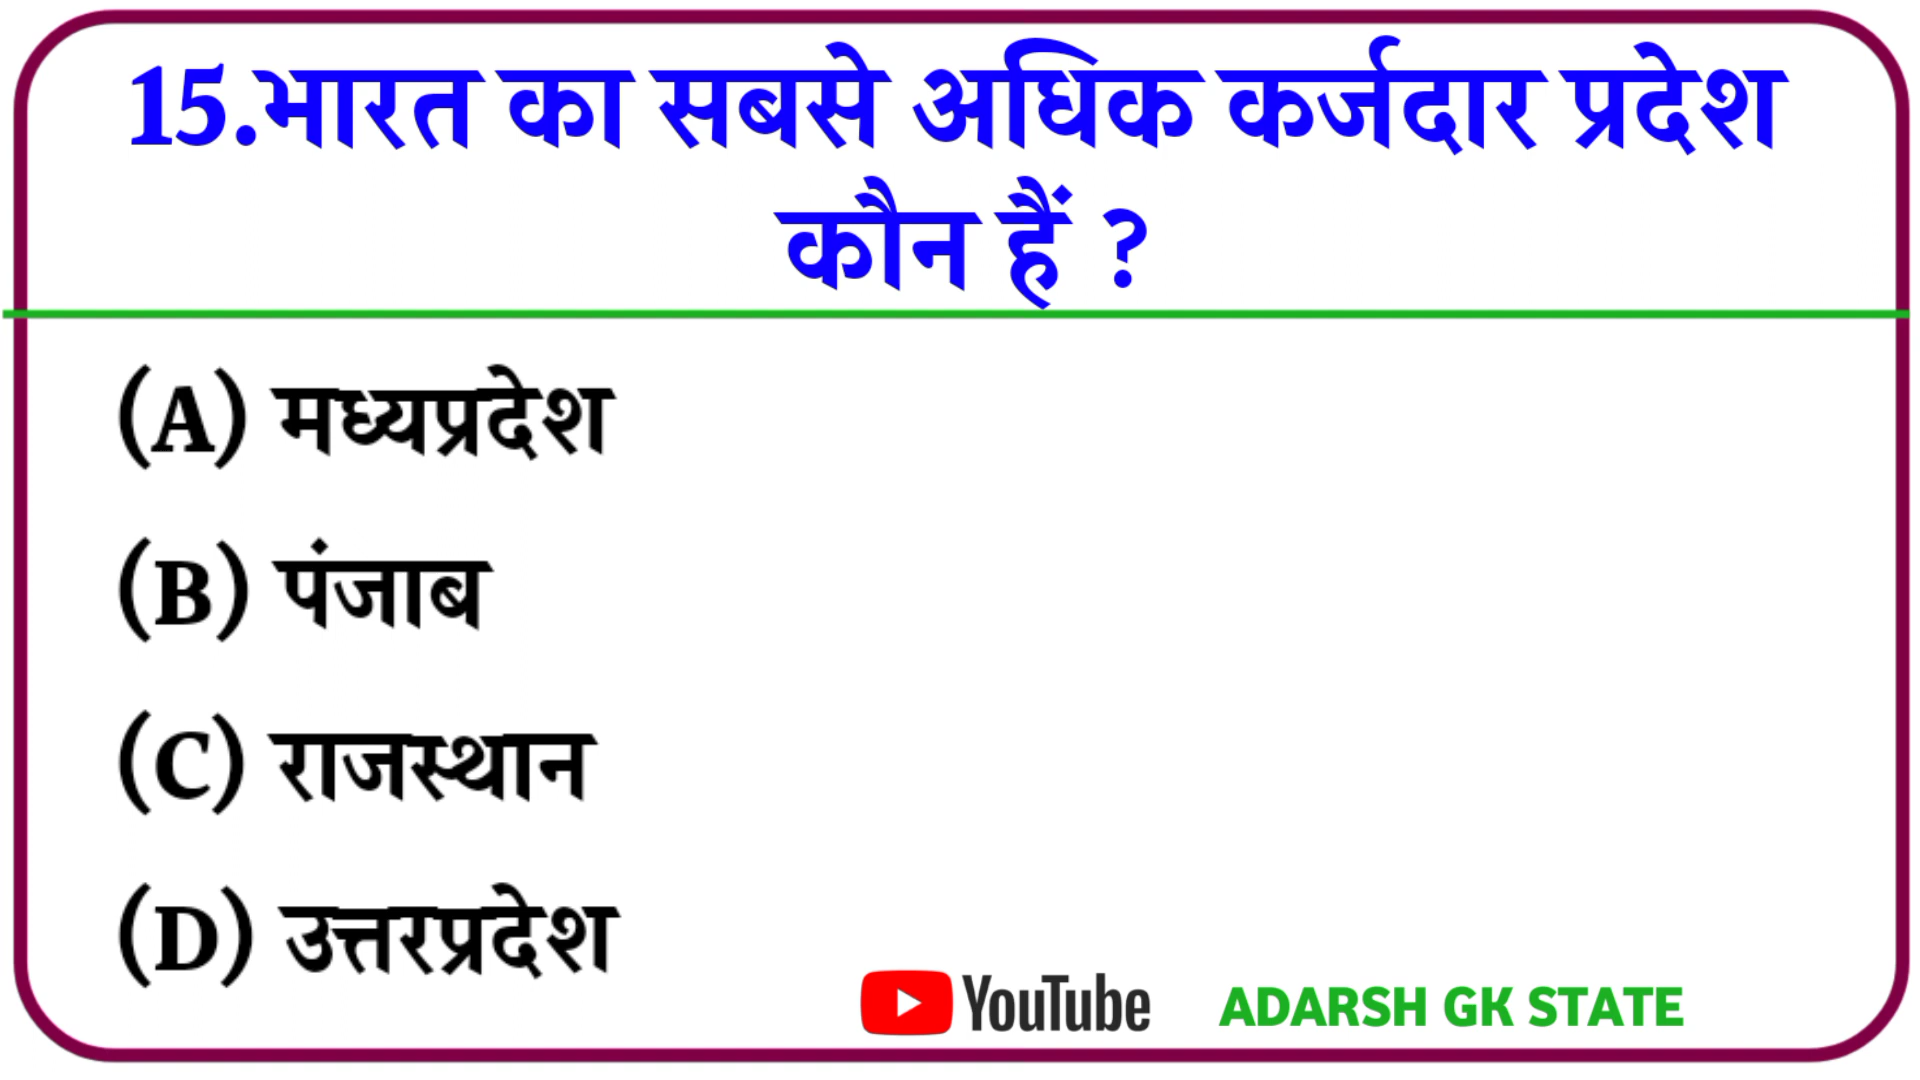 15.भारत का सबसे अधिक कर्जदार प्रदेश
कौन हैं ?
(A) मध्यप्रदेश
(B) पंजाब
(C) राजस्थान
(D) उत्तरप्रदेश
YouTube ADARSH GK STATE